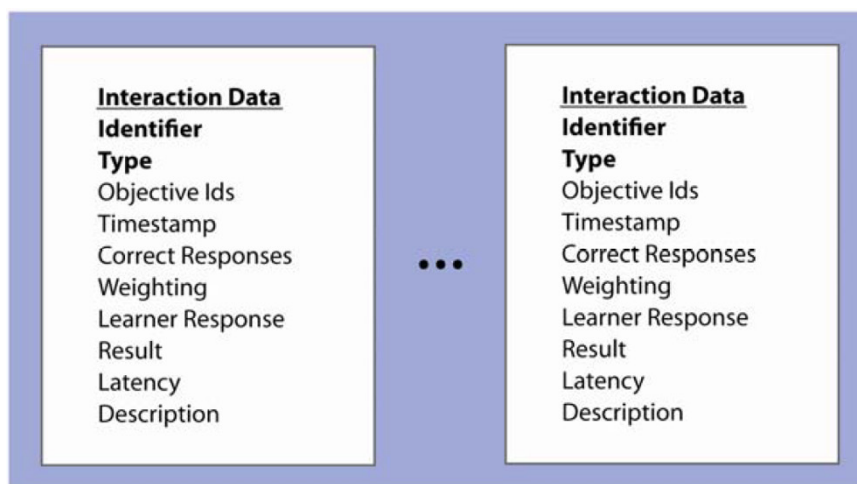 Interaction Data
Identifier
Type
Objective Ids
Timestamp
Correct Responses
Weighting
Learner Response
Result
Latency
Description
...
Interaction Data
Identifier
Type
Objective Ids
Timestamp
Correct Responses
Weighting
Learner Response
Result
Latency
Description